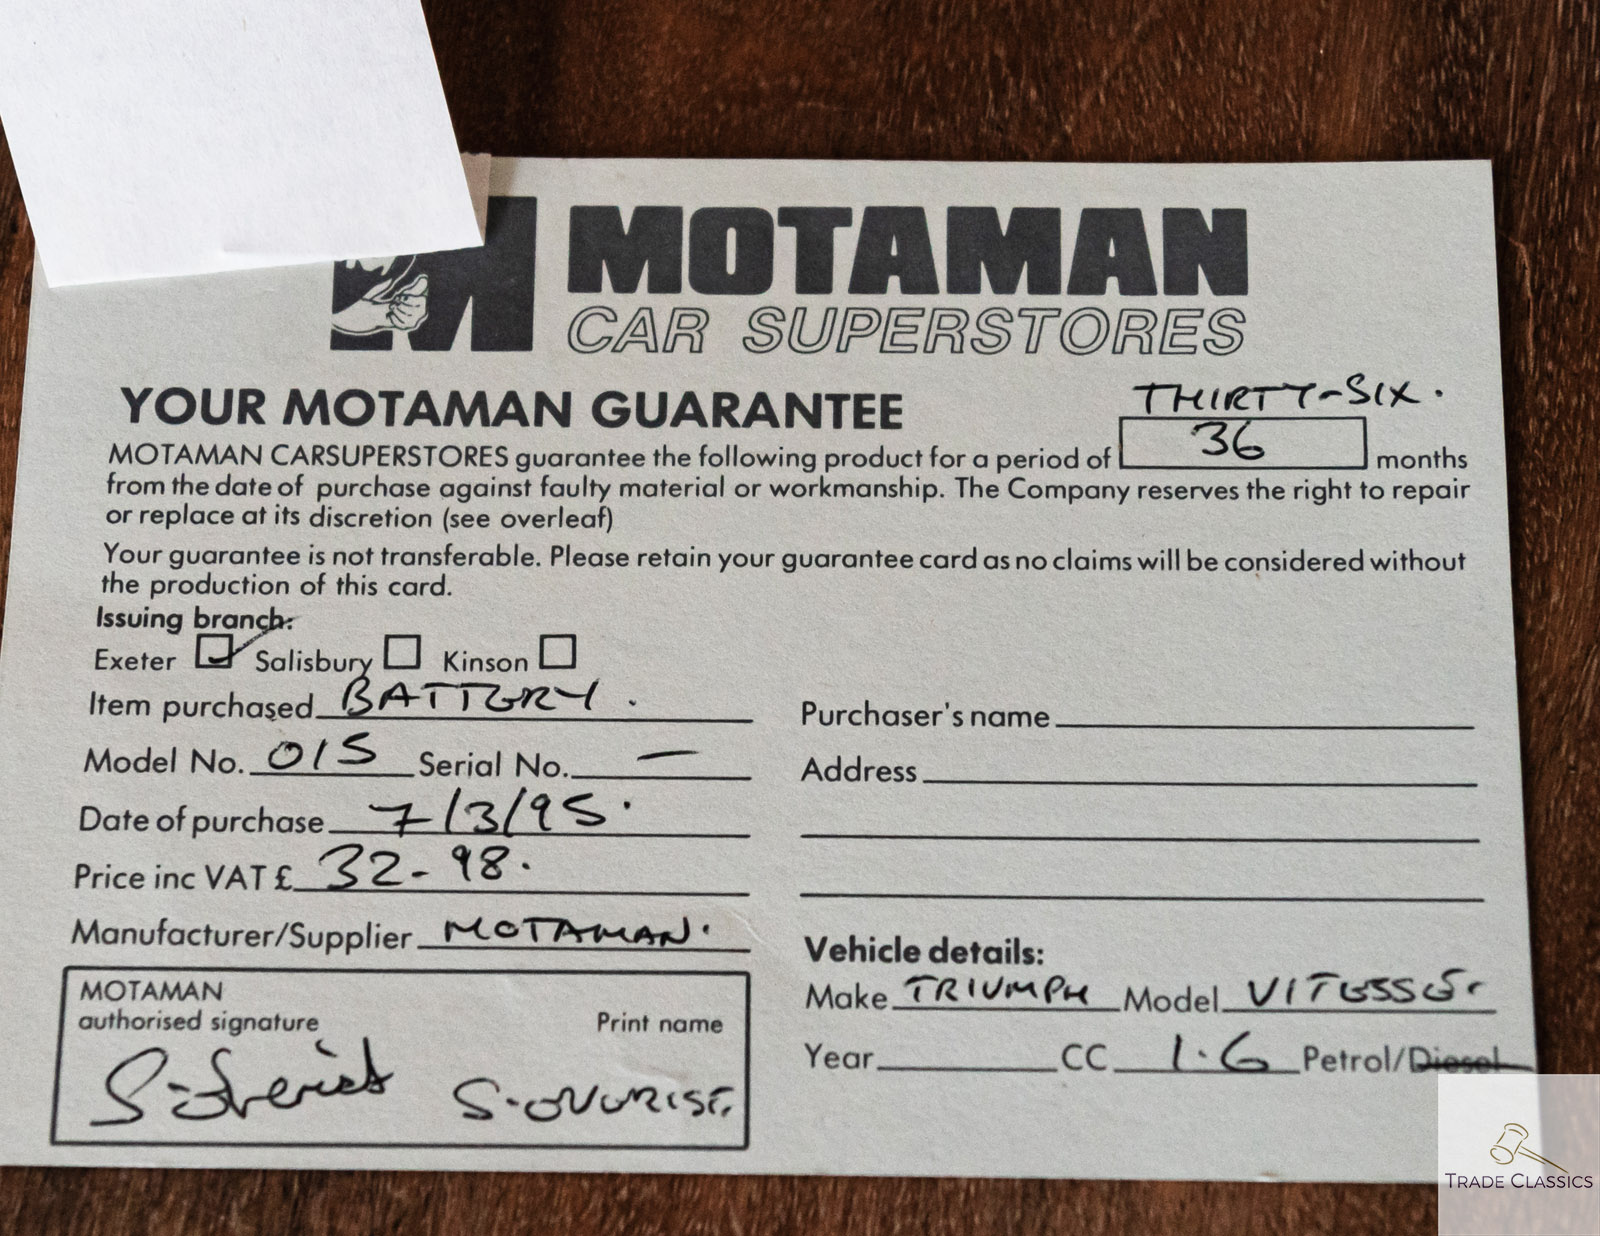 MOTAMAN
CAR SUPERSTORES
YOUR MOTAMAN GUARANTEE
THIRTY-SIX.
MOTAMAN CARSUPERSTORES guarantee the following product for a period of 36 months
from the date of purchase against faulty material or workmanship. The Company reserves the right to repair
or replace at its discretion (see overleaf)
Your guarantee is not transferable. Please retain your guarantee card as no claims will be considered without
the production of this card.
Issuing branch:
Exeter Salisbury Kinson
Item purchased BATTERY.
Model No. 015 Serial No. —
Date of purchase 7/3/95.
Price inc VAT £ 32-98.
Manufacturer/Supplier MOTAMAN.
MOTAMAN
authorised signature Print name
Purchaser's name
Address
Vehicle details:
Make TRIUMPH Model VITESSE.
Year CC 1.6 Petrol/Diesel
TRADE CLASSICS